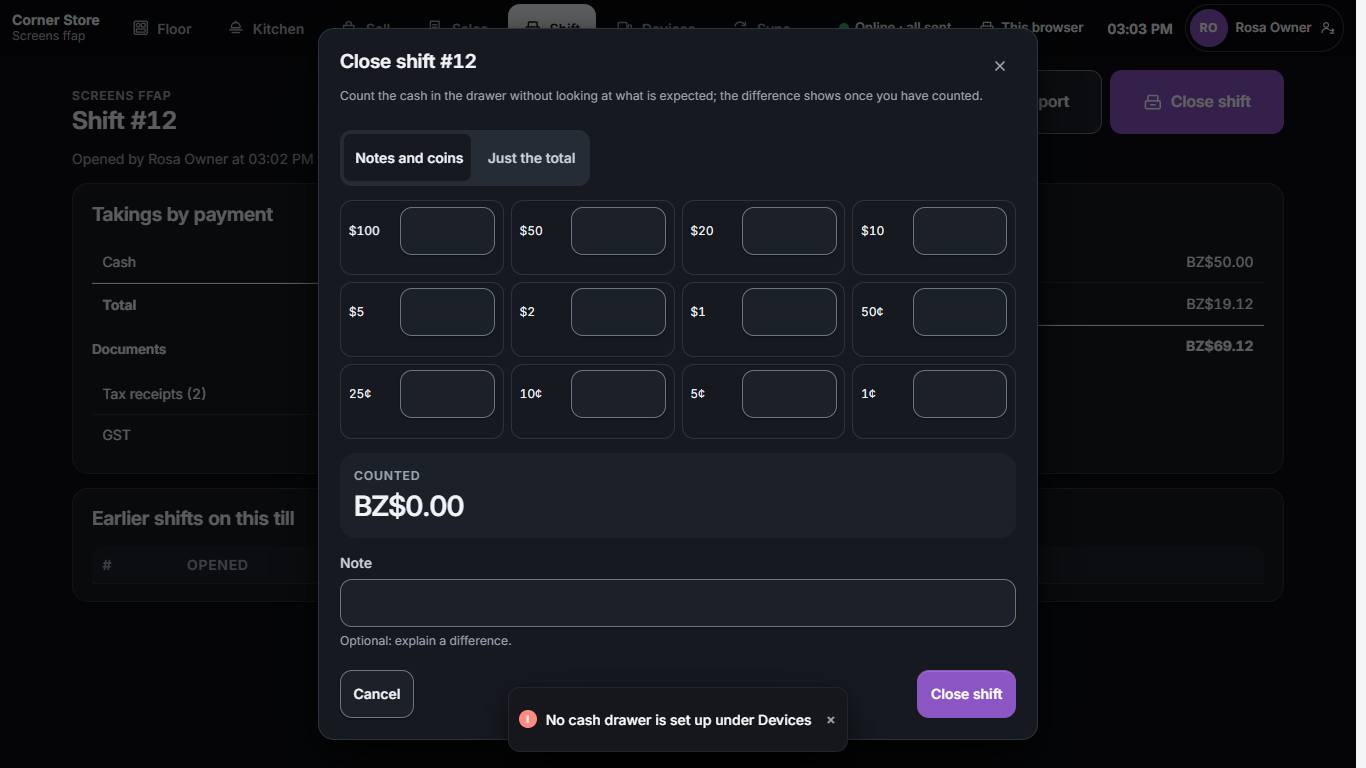 Corner Store
Screens ffap
Floor
Kitchen
Sell
Sales
Shift
Devices
Sync
Online · all sent
This browser
03:03 PM
RO
Rosa Owner
SCREENS FFAP
Shift #12
port
Close shift
Opened by Rosa Owner at 03:02 PM
Takings by payment
Cash
BZ$50.00
Total
BZ$19.12
Documents
BZ$69.12
Tax receipts (2)
GST
Earlier shifts on this till
#
OPENED
Close shift #12
Count the cash in the drawer without looking at what is expected; the difference shows once you have counted.
Notes and coins
Just the total
$100
$50
$20
$10
$5
$2
$1
50¢
25¢
10¢
5¢
1¢
COUNTED
BZ$0.00
Note
Optional: explain a difference.
Cancel
Close shift
No cash drawer is set up under Devices